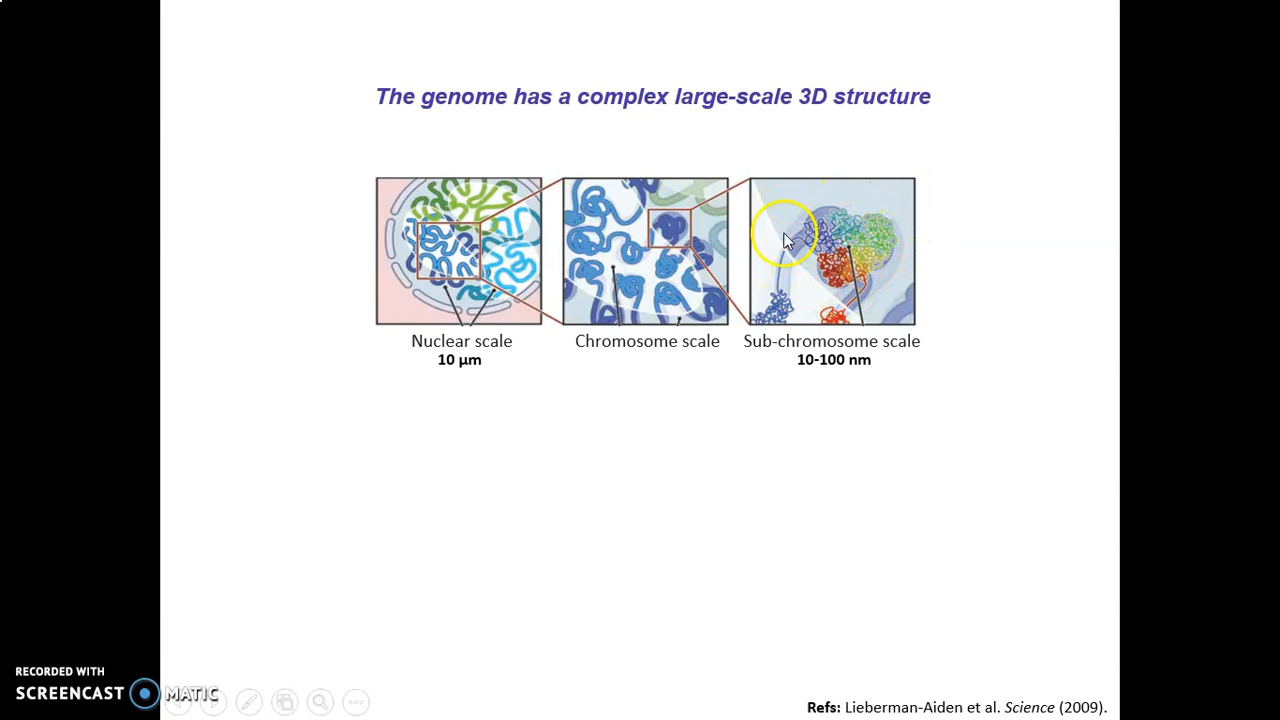 The genome has a complex large-scale 3D structure
Nuclear scale
10 μm
Chromosome scale
Sub-chromosome scale
10-100 nm
RECORDED WITH
SCREENCAST MATIC
Refs: Lieberman-Aiden et al. Science (2009).